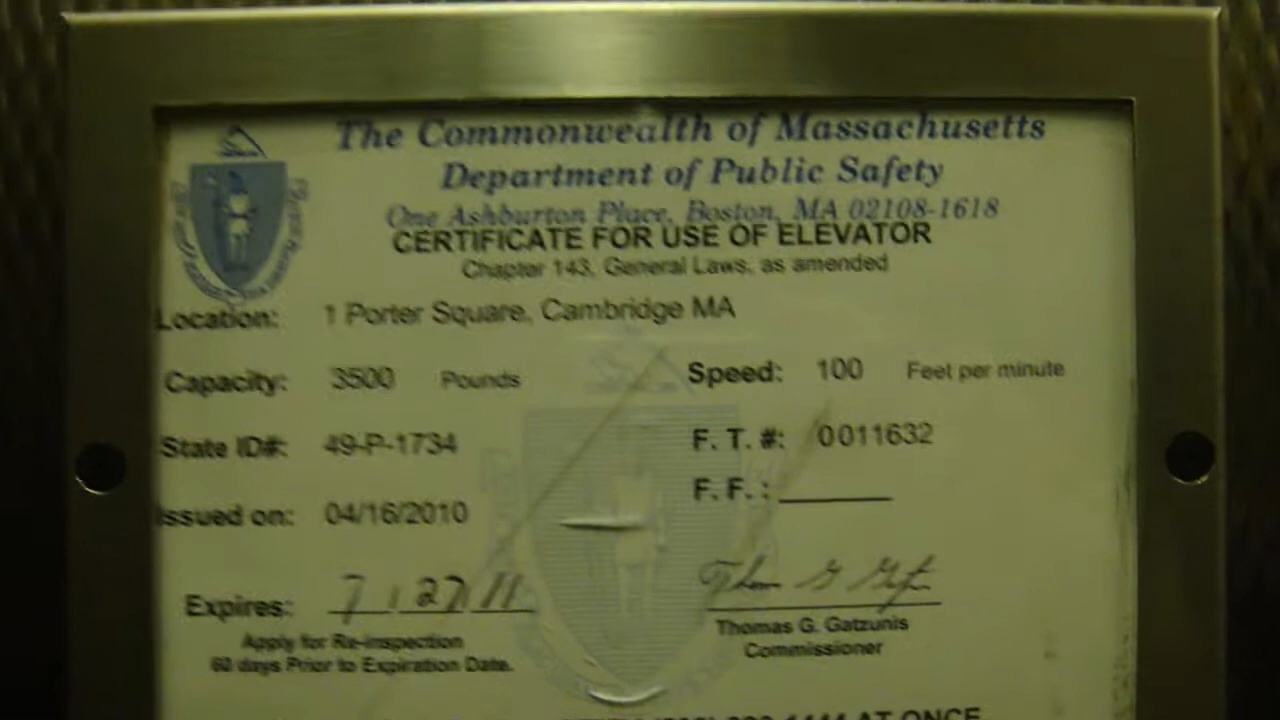 The Commonwealth of Massachusetts
Department of Public Safety
One Ashburton Place, Boston, MA 02108-1618
CERTIFICATE FOR USE OF ELEVATOR
Chapter 143, General Laws, as amended
Location: 1 Porter Square, Cambridge MA
Capacity: 3500 Pounds Speed: 100 Feet per minute
State ID#: 49-P-1734 F. T. #: 0011632
Issued on: 04/16/2010 F. F. :
Expires: 7 27 11
Apply for Re-inspection
60 days Prior to Expiration Date.
Thomas G. Gatzunis
Commissioner
AT ONCE